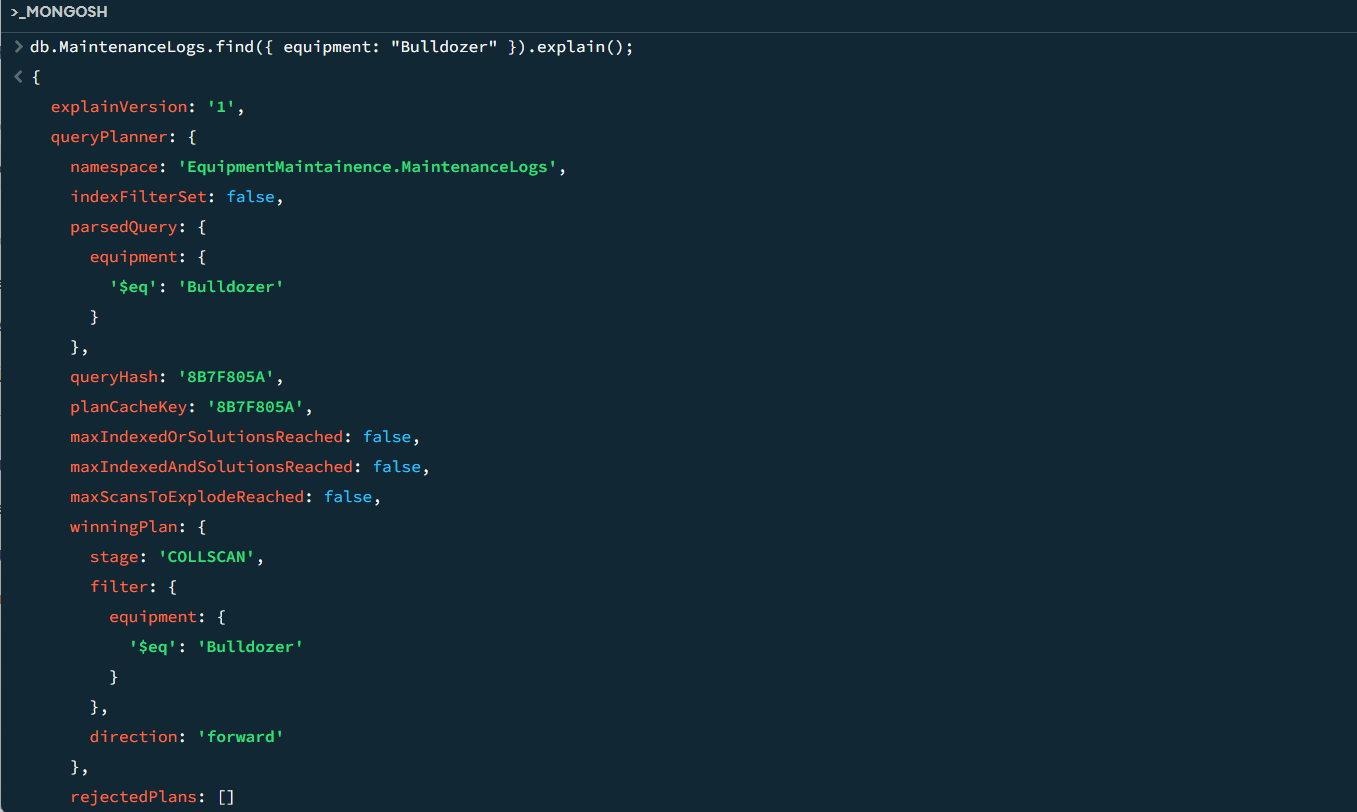 >_MONGOSH
> db.MaintenanceLogs.find({ equipment: "Bulldozer" }).explain();
< {
explainVersion: '1',
queryPlanner: {
namespace: 'EquipmentMaintainence.MaintenanceLogs',
indexFilterSet: false,
parsedQuery: {
equipment: {
'$eq': 'Bulldozer'
}
},
queryHash: '8B7F805A',
planCacheKey: '8B7F805A',
maxIndexedOrSolutionsReached: false,
maxIndexedAndSolutionsReached: false,
maxScansToExplodeReached: false,
winningPlan: {
stage: 'COLLSCAN',
filter: {
equipment: {
'$eq': 'Bulldozer'
}
},
direction: 'forward'
},
rejectedPlans: []